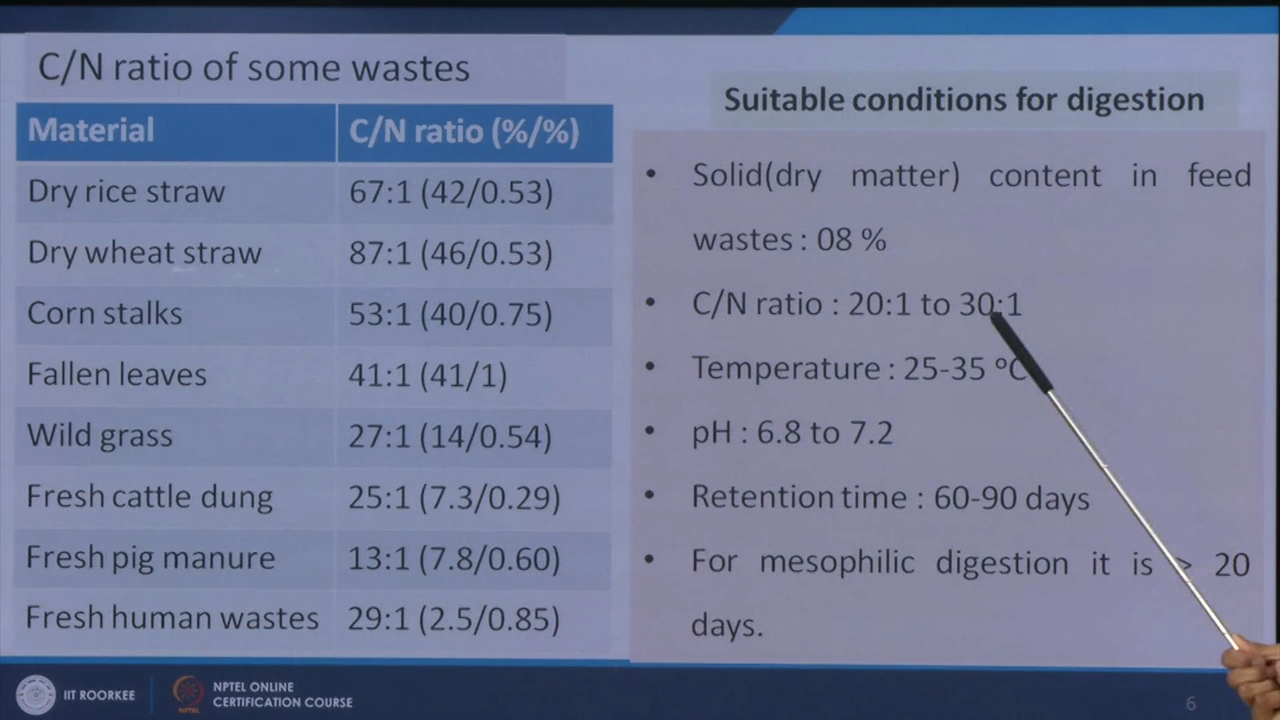 C/N ratio of some wastes
Material C/N ratio (%/%)
Dry rice straw 67:1 (42/0.53)
Dry wheat straw 87:1 (46/0.53)
Corn stalks 53:1 (40/0.75)
Fallen leaves 41:1 (41/1)
Wild grass 27:1 (14/0.54)
Fresh cattle dung 25:1 (7.3/0.29)
Fresh pig manure 13:1 (7.8/0.60)
Fresh human wastes 29:1 (2.5/0.85)
Suitable conditions for digestion
• Solid(dry matter) content in feed
wastes : 08 %
• C/N ratio : 20:1 to 30:1
• Temperature : 25-35 ºC
• pH : 6.8 to 7.2
• Retention time : 60-90 days
• For mesophilic digestion it is > 20
days.
IIT ROORKEE
NPTEL
NPTEL ONLINE
CERTIFICATION COURSE
6